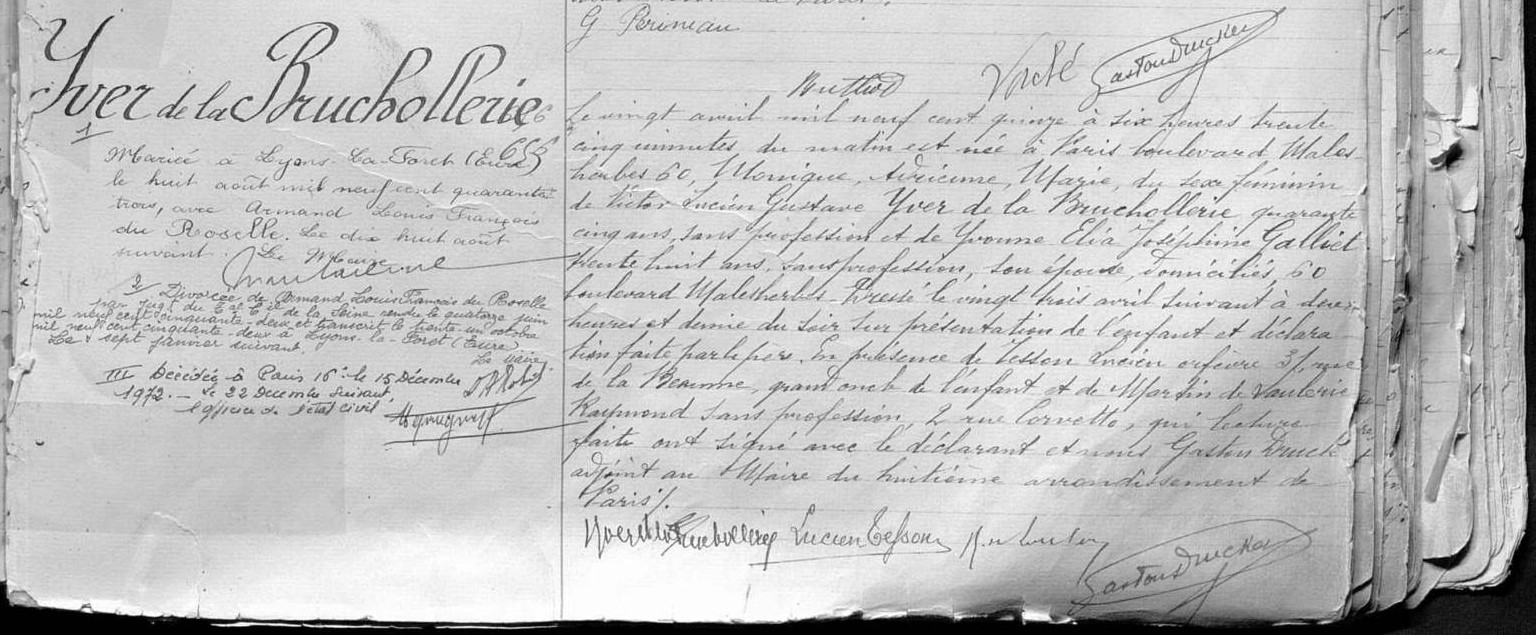 Yver de la Bruchollerie
666
1
Mariée à Lyons-la-Forêt (Eure)
le huit août mil neuf cent quarante
trois, avec Armand Louis François
du Roselle. Le dix huit août
suivant. Le Maire
2 Divorcée de Armand Louis François du Roselle
par jug. du T. C. de la Seine rendu le quatorze juin
mil neuf cent cinquante-deux et transcrit le trente un octobre
mil neuf cent cinquante deux à Lyons-la-Foret (Eure)
Le sept janvier suivant.
Le Maire
III Décédée à Paris 16e le 15 Décembre
1972. – Le 22 Décembre suivant,
l'officier de l'état civil,
G Perineau
Gaston Drucker
Le vingt avril mil neuf cent quinze à six heures trente
cinq minutes du matin est née à Paris boulevard Males-
herbes 60, Monique, Adrienne, Marie, du sexe féminin
de Victor Lucien Gustave Yver de la Bruchollerie quarante
cinq ans, sans profession et de Yvonne Elia Joséphine Galliet
trente huit ans, sans profession, son épouse, domiciliés, 60
boulevard Malesherbes. Dressé le vingt trois avril suivant à deux
heures et demie du soir sur présentation de l'enfant et déclara-
tion faite par le père. En présence de Tesson Lucien orfèvre 31, rue
de la , grand oncle de l'enfant et de Martin de Vaulerie
Raymond sans profession, 2 rue Corvetto, qui lecture
faite ont signé avec le déclarant et nous Gaston Druck
adjoint au Maire du huitième arrondissement de
Paris /.
Yver de la Bruchollerie Lucien Tesson
Gaston Drucker